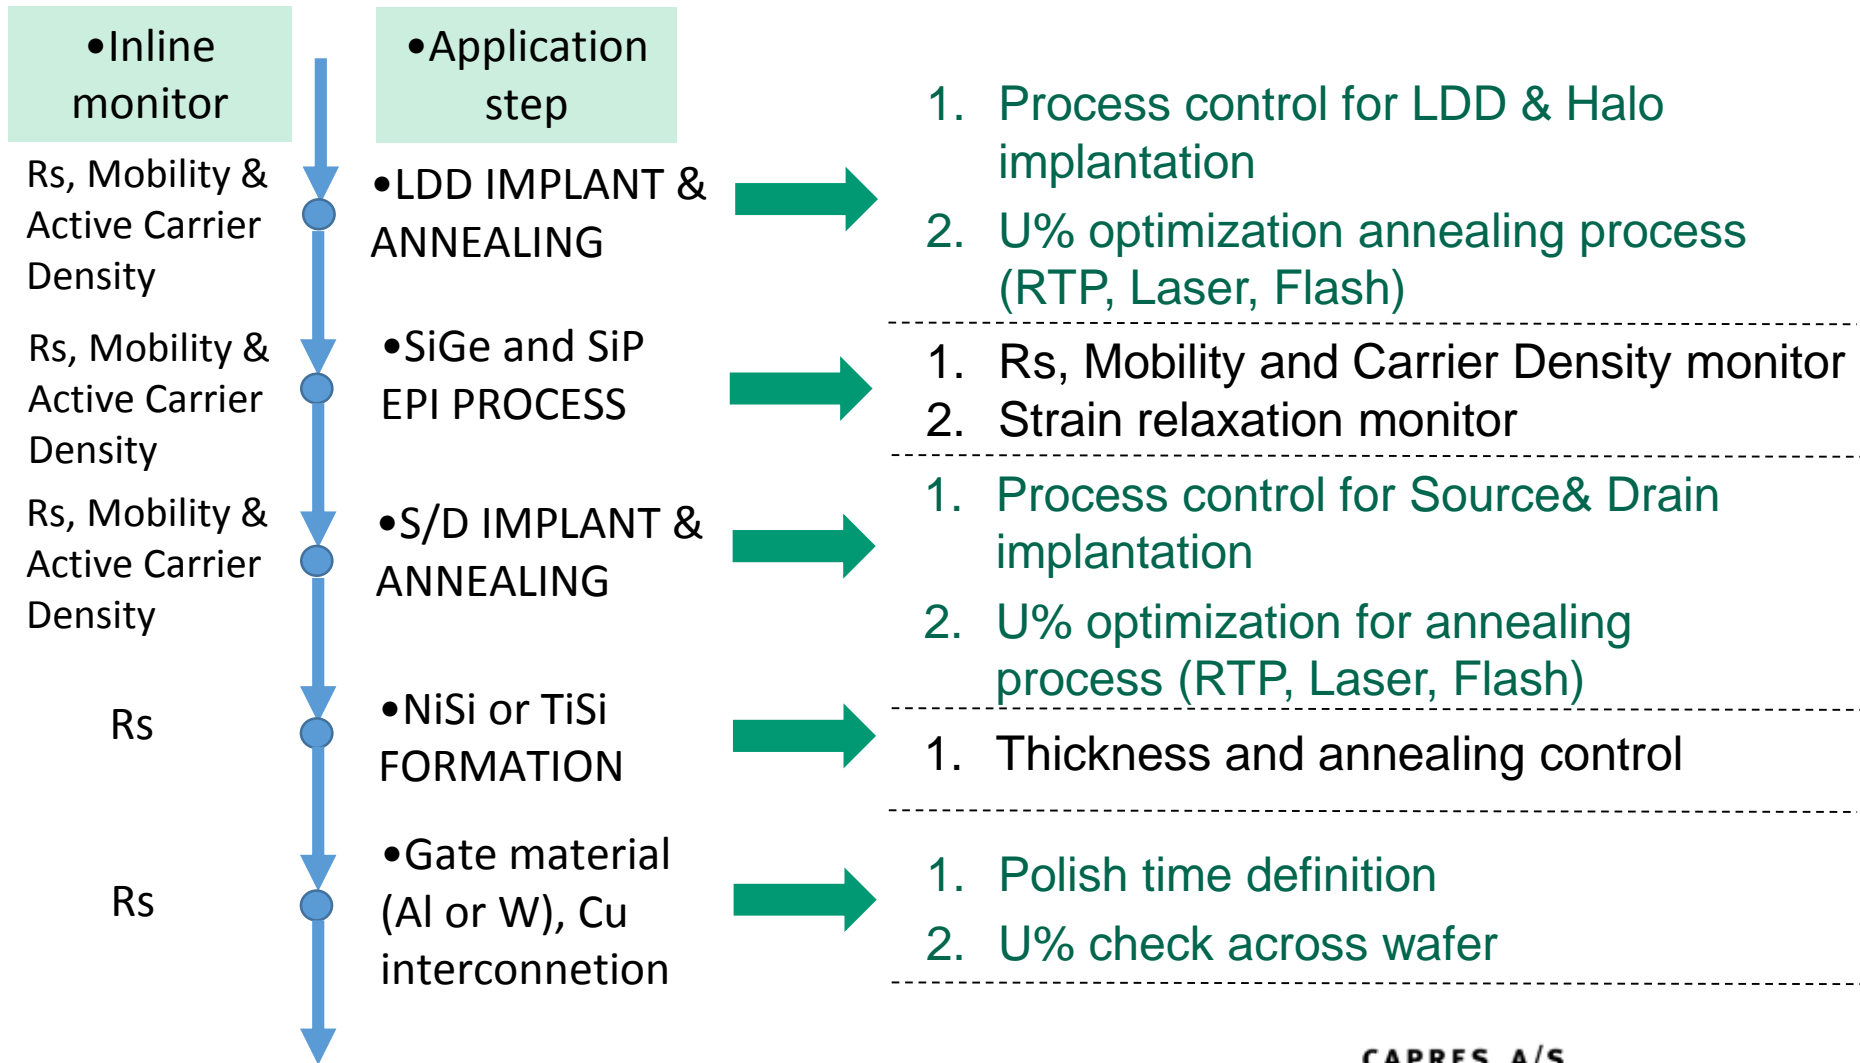 •Inline
monitor
•Application
step
Rs, Mobility &
Active Carrier
Density
•LDD IMPLANT &
ANNEALING
1. Process control for LDD & Halo
implantation
2. U% optimization annealing process
(RTP, Laser, Flash)
Rs, Mobility &
Active Carrier
Density
•SiGe and SiP
EPI PROCESS
1. Rs, Mobility and Carrier Density monitor
2. Strain relaxation monitor
Rs, Mobility &
Active Carrier
Density
•S/D IMPLANT &
ANNEALING
1. Process control for Source& Drain
implantation
2. U% optimization for annealing
process (RTP, Laser, Flash)
Rs
•NiSi or TiSi
FORMATION
1. Thickness and annealing control
Rs
•Gate material
(Al or W), Cu
interconnetion
1. Polish time definition
2. U% check across wafer
CAPRES A/S